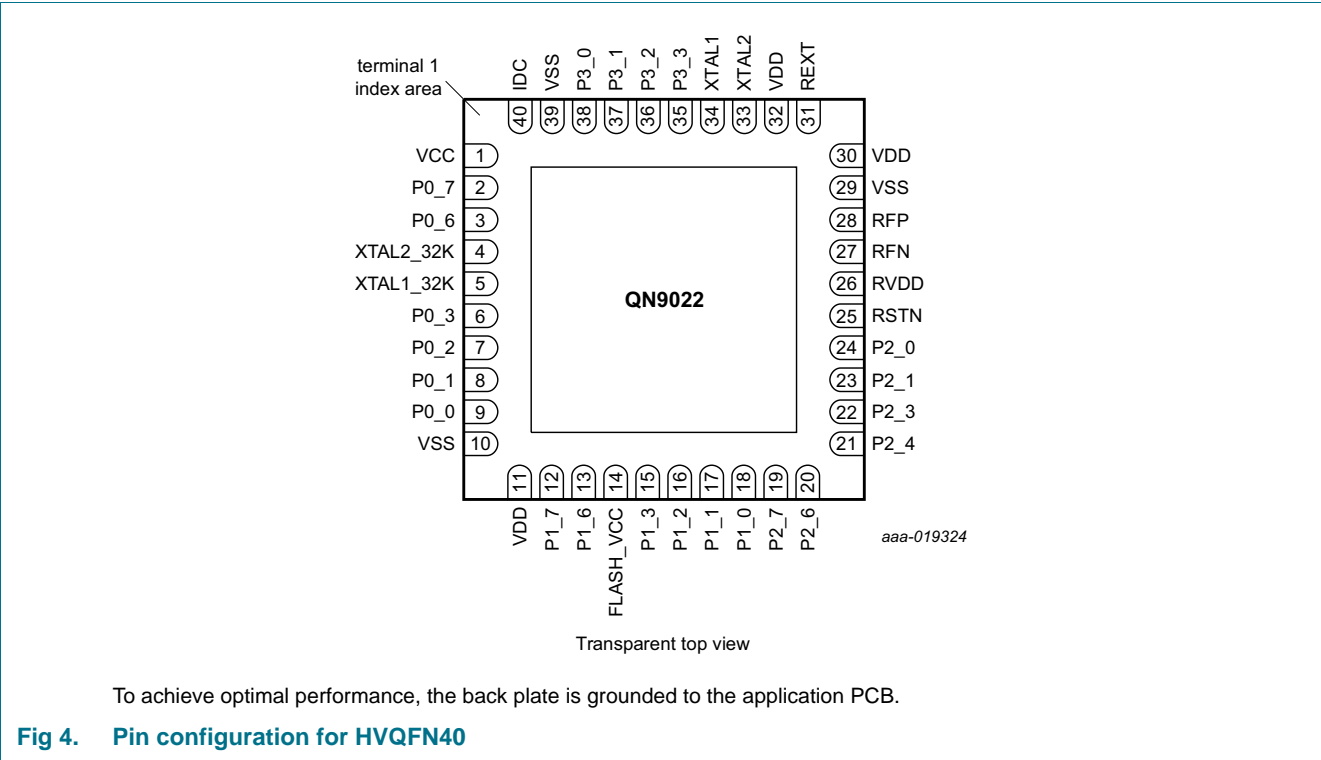 terminal 1
index area
IDC
VSS
P3_0
P3_1
P3_2
P3_3
XTAL1
XTAL2
VDD
REXT
40
39
38
37
36
35
34
33
32
31
VCC 1
P0_7 2
P0_6 3
XTAL2_32K 4
XTAL1_32K 5
P0_3 6
P0_2 7
P0_1 8
P0_0 9
VSS 10
QN9022
30 VDD
29 VSS
28 RFP
27 RFN
26 RVDD
25 RSTN
24 P2_0
23 P2_1
22 P2_3
21 P2_4
11
12
13
14
15
16
17
18
19
20
VDD
P1_7
P1_6
FLASH_VCC
P1_3
P1_2
P1_1
P1_0
P2_7
P2_6
aaa-019324
Transparent top view
To achieve optimal performance, the back plate is grounded to the application PCB.
Fig 4. Pin configuration for HVQFN40